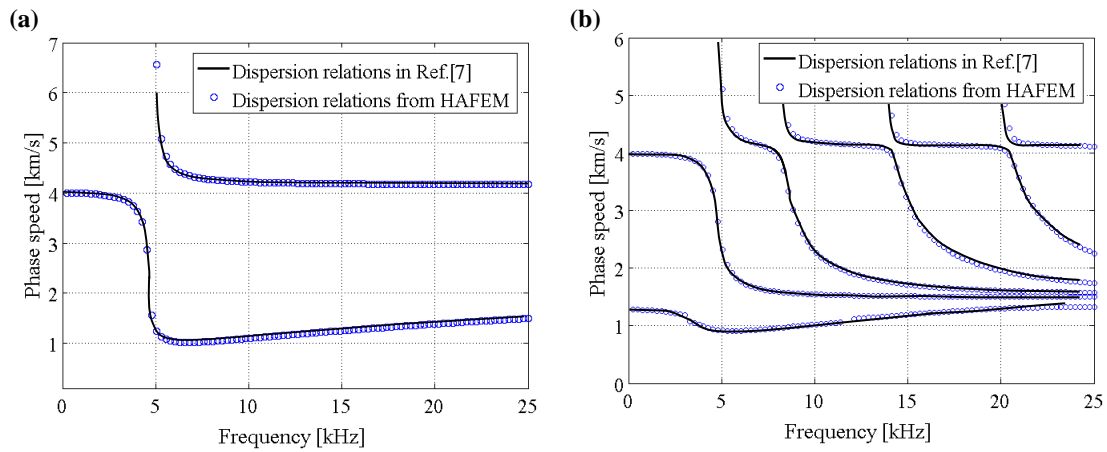 (a)
7
6
5
4
3
2
1
Phase speed [km/s]
Dispersion relations in Ref.[7]
Dispersion relations from HAFEM
0 5 10 15 20 25
Frequency [kHz]
(b)
6
5
4
3
2
1
0
Phase speed [km/s]
Dispersion relations in Ref.[7]
Dispersion relations from HAFEM
0 5 10 15 20 25
Frequency [kHz]